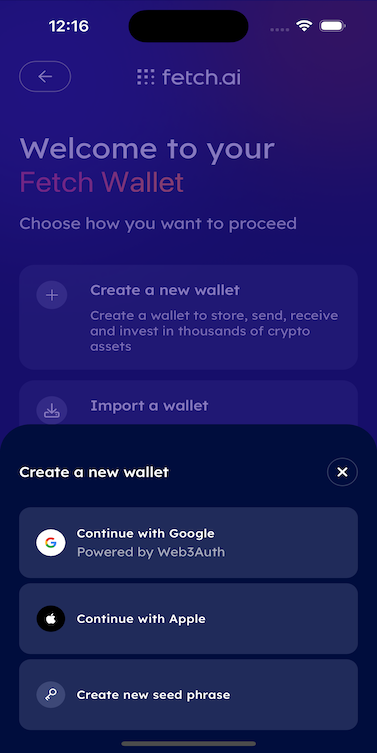 12:16
fetch.ai
Welcome to your
Fetch Wallet
Choose how you want to proceed
Create a new wallet
Create a wallet to store, send, receive
and invest in thousands of crypto
assets
Import a wallet
Create a new wallet
Continue with Google
Powered by Web3Auth
Continue with Apple
Create new seed phrase